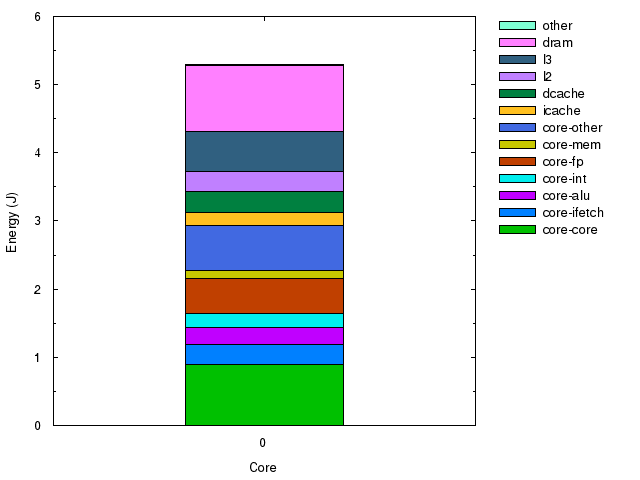 6
5
4
3
2
1
0
Energy (J)
0
Core
other
dram
l3
l2
dcache
icache
core-other
core-mem
core-fp
core-int
core-alu
core-ifetch
core-core